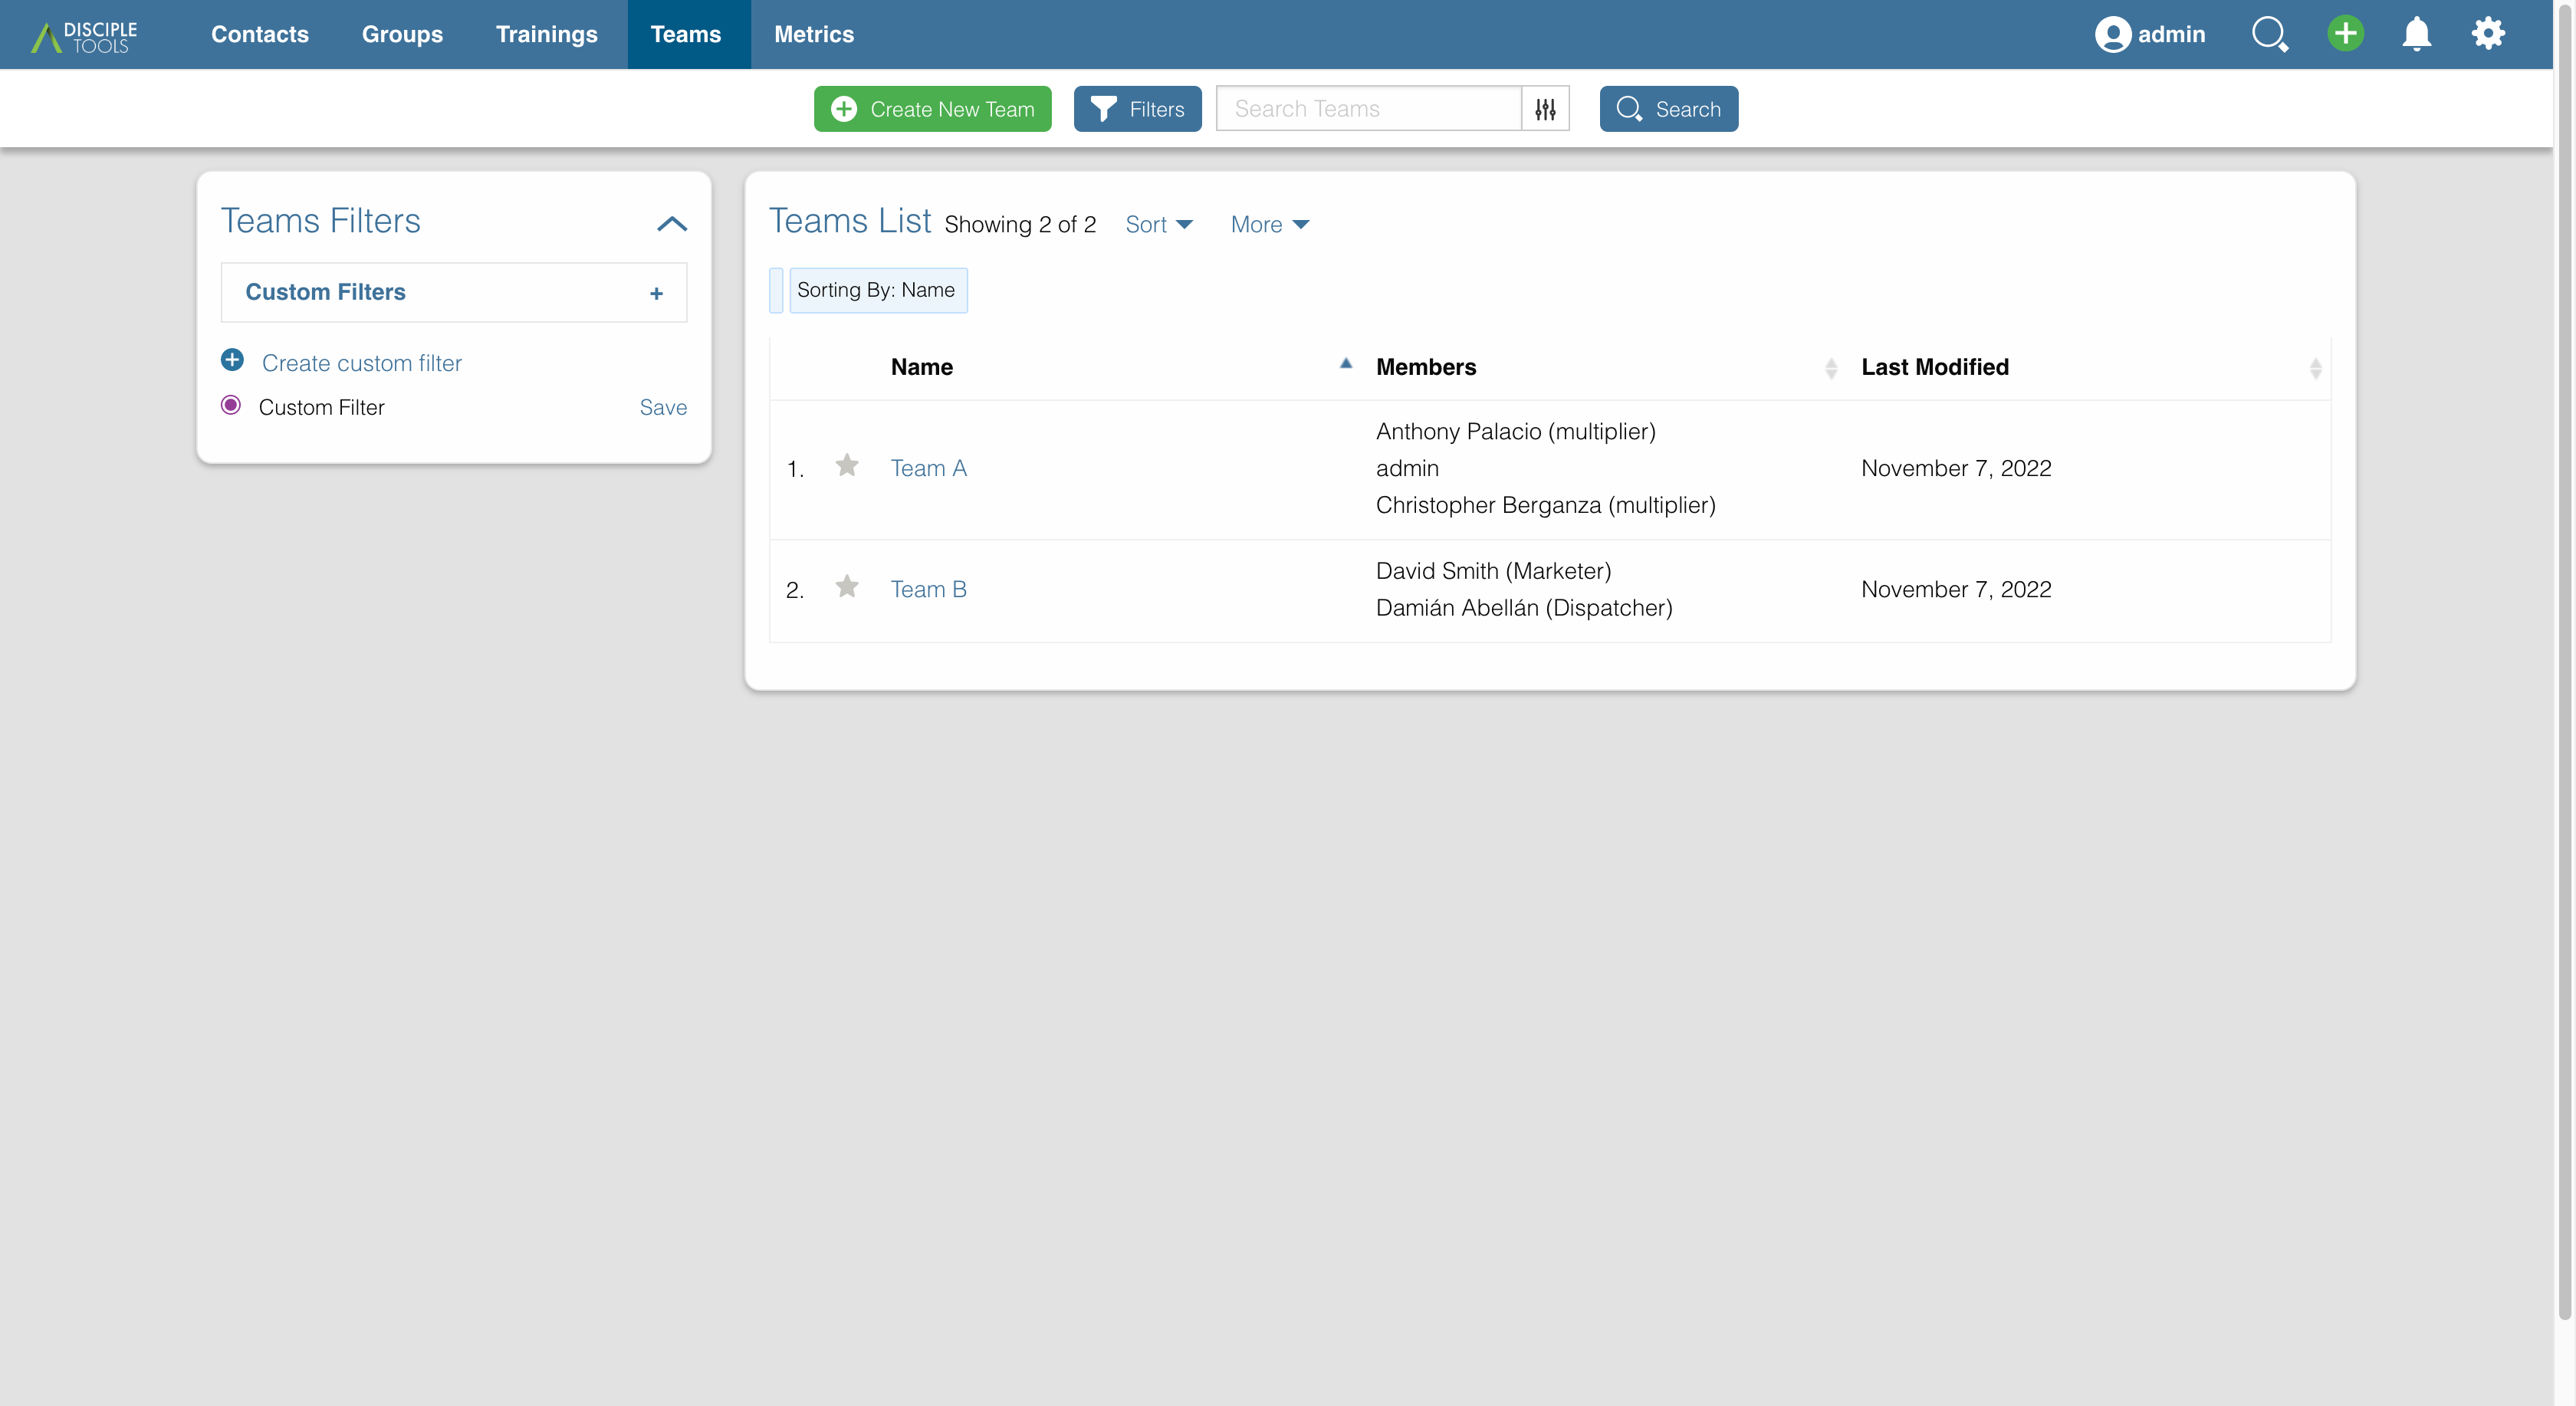 DISCIPLE
TOOLS
Contacts Groups Trainings Teams Metrics admin
Create New Team Filters Search Teams Search
Teams Filters
Custom Filters +
Create custom filter
Custom Filter Save
Teams List Showing 2 of 2 Sort More
Sorting By: Name
Name Members Last Modified
1. Team A Anthony Palacio (multiplier)
admin
Christopher Berganza (multiplier)
November 7, 2022
2. Team B David Smith (Marketer)
Damián Abellán (Dispatcher)
November 7, 2022